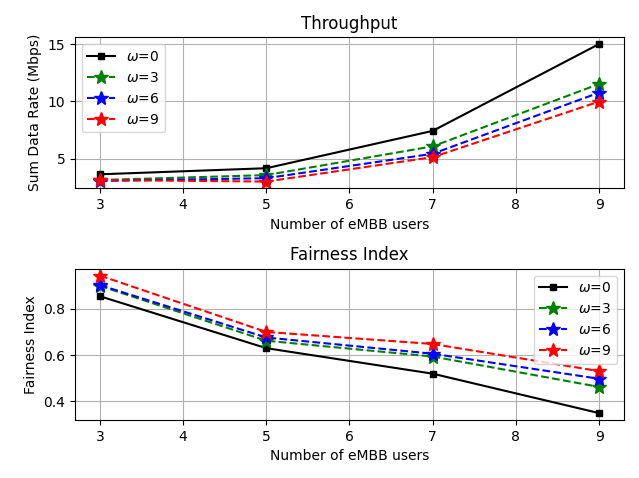 Throughput
Sum Data Rate (Mbps)
15
10
5
ω=0
ω=3
ω=6
ω=9
3 4 5 6 7 8 9
Number of eMBB users
Fairness Index
Fairness Index
0.8
0.6
0.4
ω=0
ω=3
ω=6
ω=9
3 4 5 6 7 8 9
Number of eMBB users